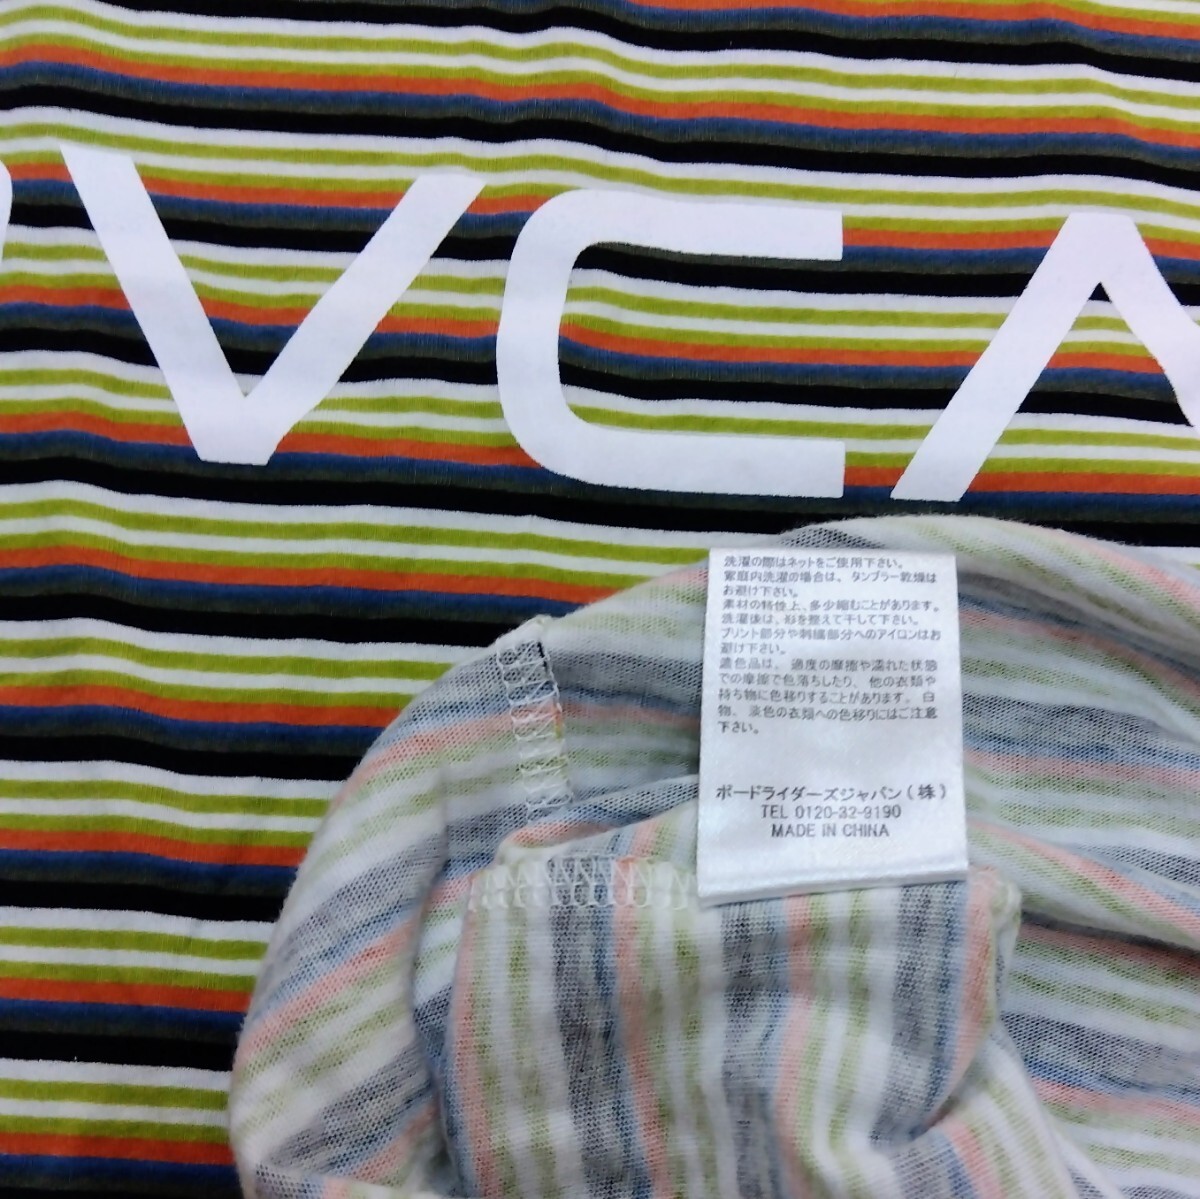 VCA
洗濯の際はネットをご使用下さい。
家庭内洗濯の場合は、タンブラー乾燥は
お避け下さい。
素材の特性上、多少縮むことがあります。
洗濯後は、形を整えて干して下さい。
プリント部分や刺繍部分へのアイロンはお
避け下さい。
濃色品は、過度の摩擦や濡れた状態
での摩擦で色落ちしたり、他の衣類や
持ち物に色移りすることがあります。白
物、淡色の衣類への色移りにはご注意
下さい。
ボードライダーズジャパン(株)
TEL 0120-32-9190
MADE IN CHINA